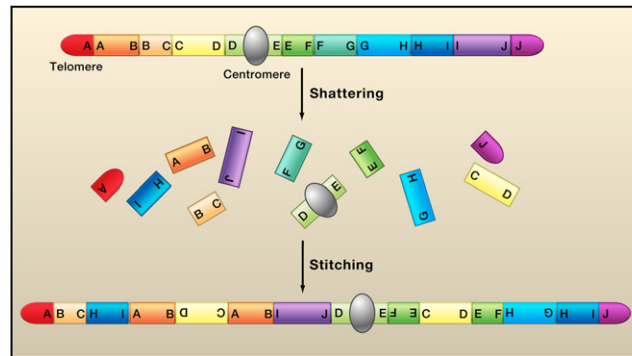 A A B B C C D D E E F F G G H H I I J J
Telomere
Centromere
Shattering
A
I H
A B
B C
J I
F G
D E
E F
G H
J
C D
Stitching
A B C H I A B D C A B I J D E F E C D E F H G H I J